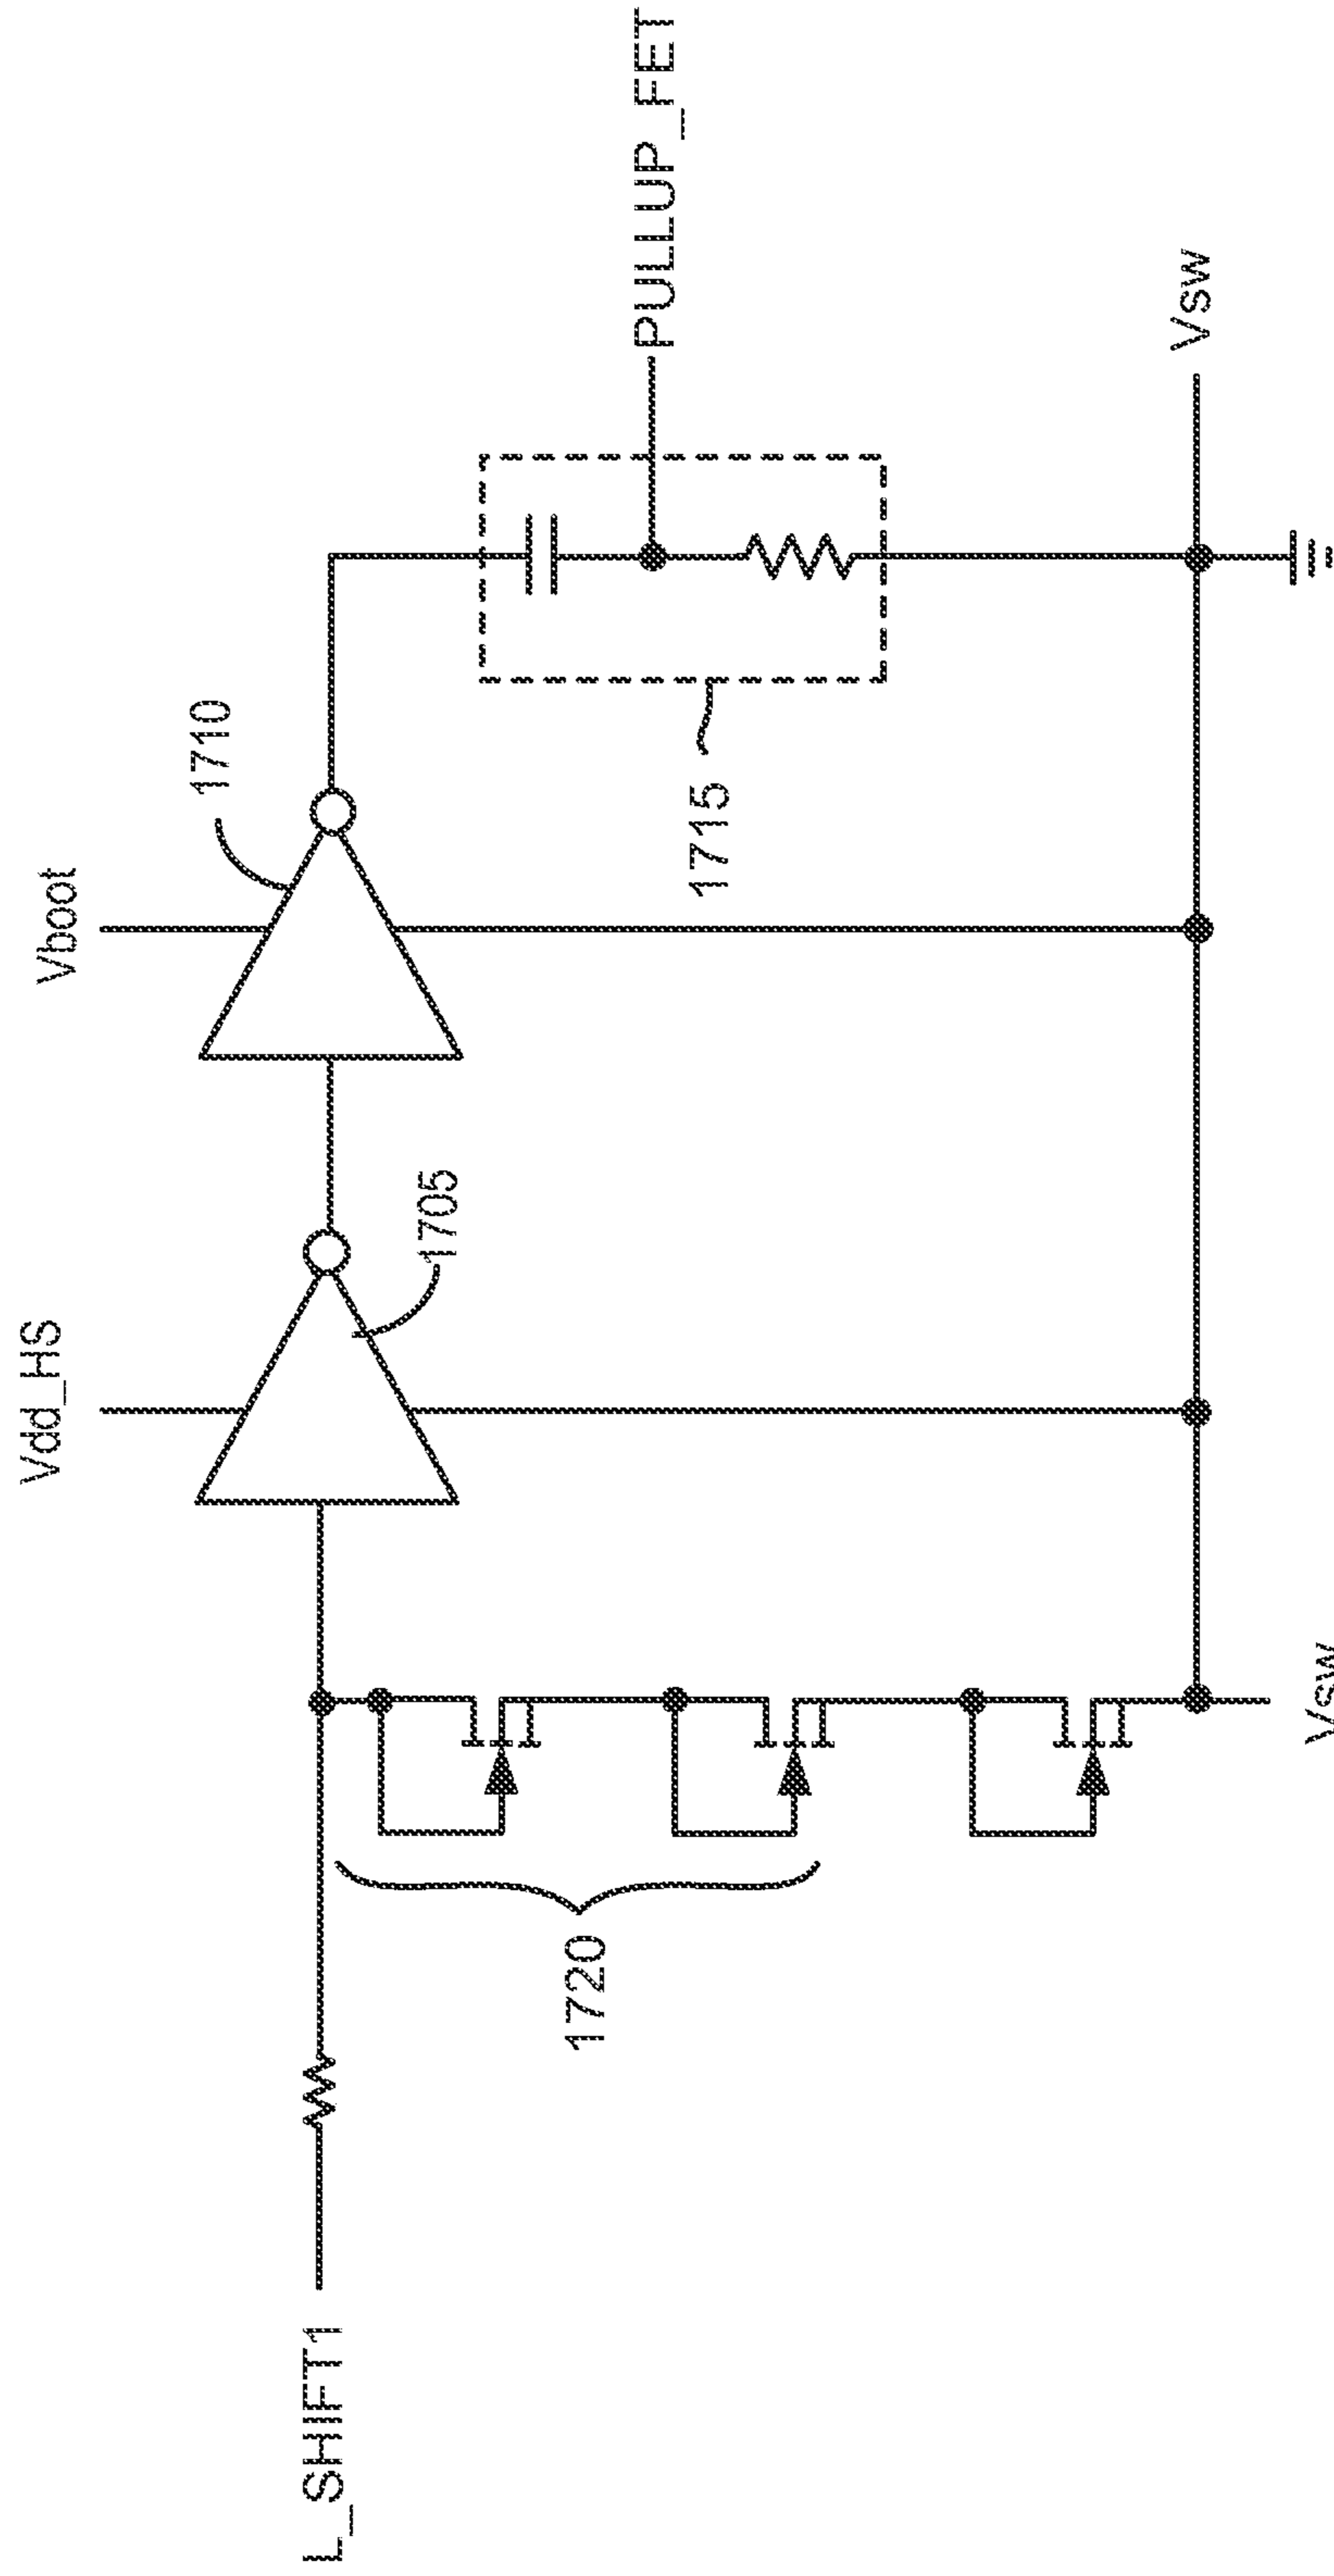 Vdd_HS
Vboot
1710
1705
L_SHIFT1
1720
1715
PULLUP_FET
Vsw
Vsw